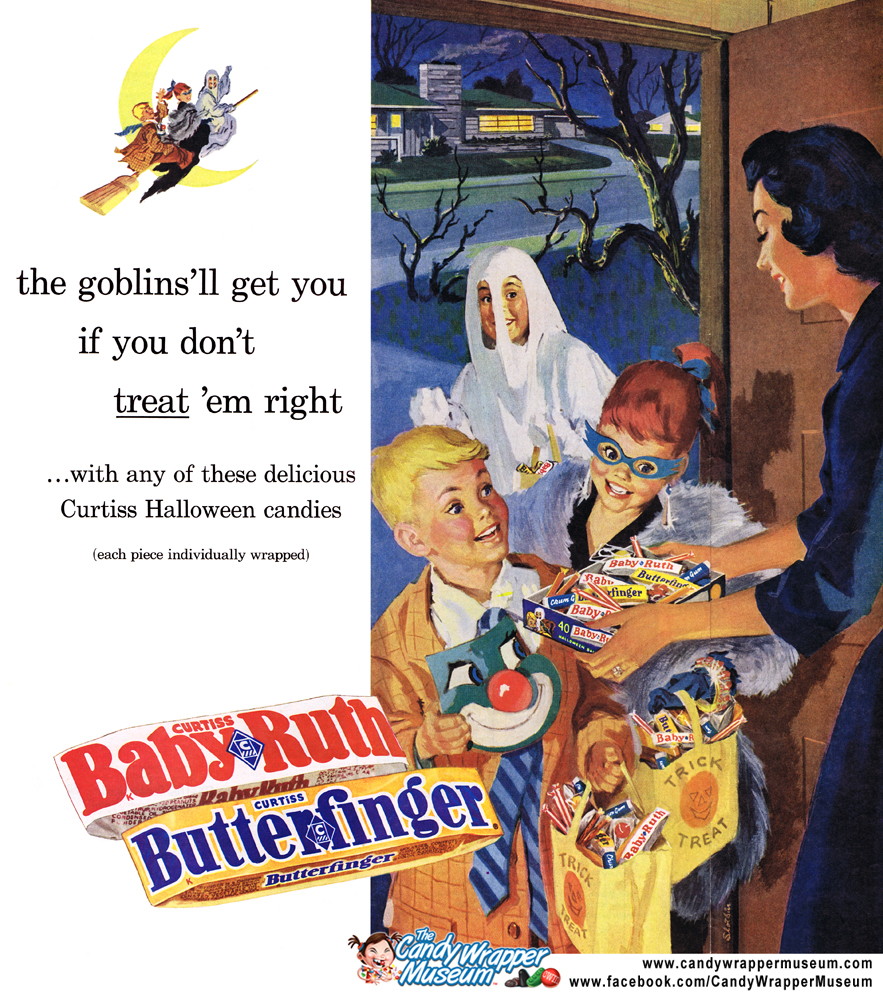 the goblins'll get you
if you don't
treat 'em right
...with any of these delicious
Curtiss Halloween candies
(each piece individually wrapped)
CURTISS
Baby Ruth
Baby Ruth
CURTISS
Butterfinger
Butterfinger
Baby Ruth
Butterfinger
Baby
40
Baby
TRICK
TREAT
Baby Ruth
TRICK
TREAT
The
Candy Wrapper
Museum
www.candywrappermuseum.com
www.facebook.com/CandyWrapperMuseum